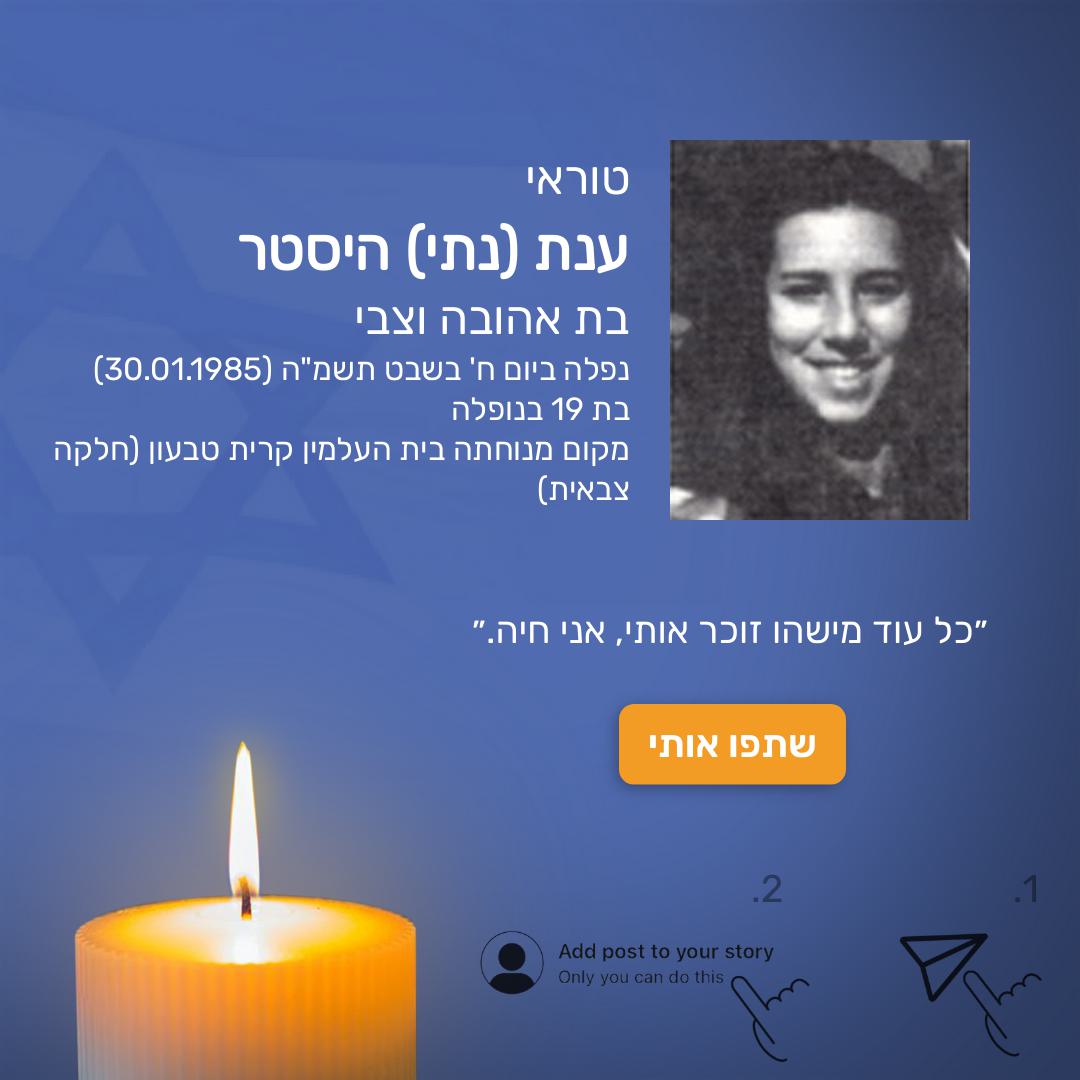 טוראי
ענת (נתי) היסטר
בת אהובה וצבי
נפלה ביום ח' בשבט תשמ"ה (30.01.1985)
בת 19 בנופלה
מקום מנוחתה בית העלמין קרית טבעון (חלקה
צבאית)
״כל עוד מישהו זוכר אותי, אני חיה.״
שתפו אותי
.1
.2
Add post to your story
Only you can do this